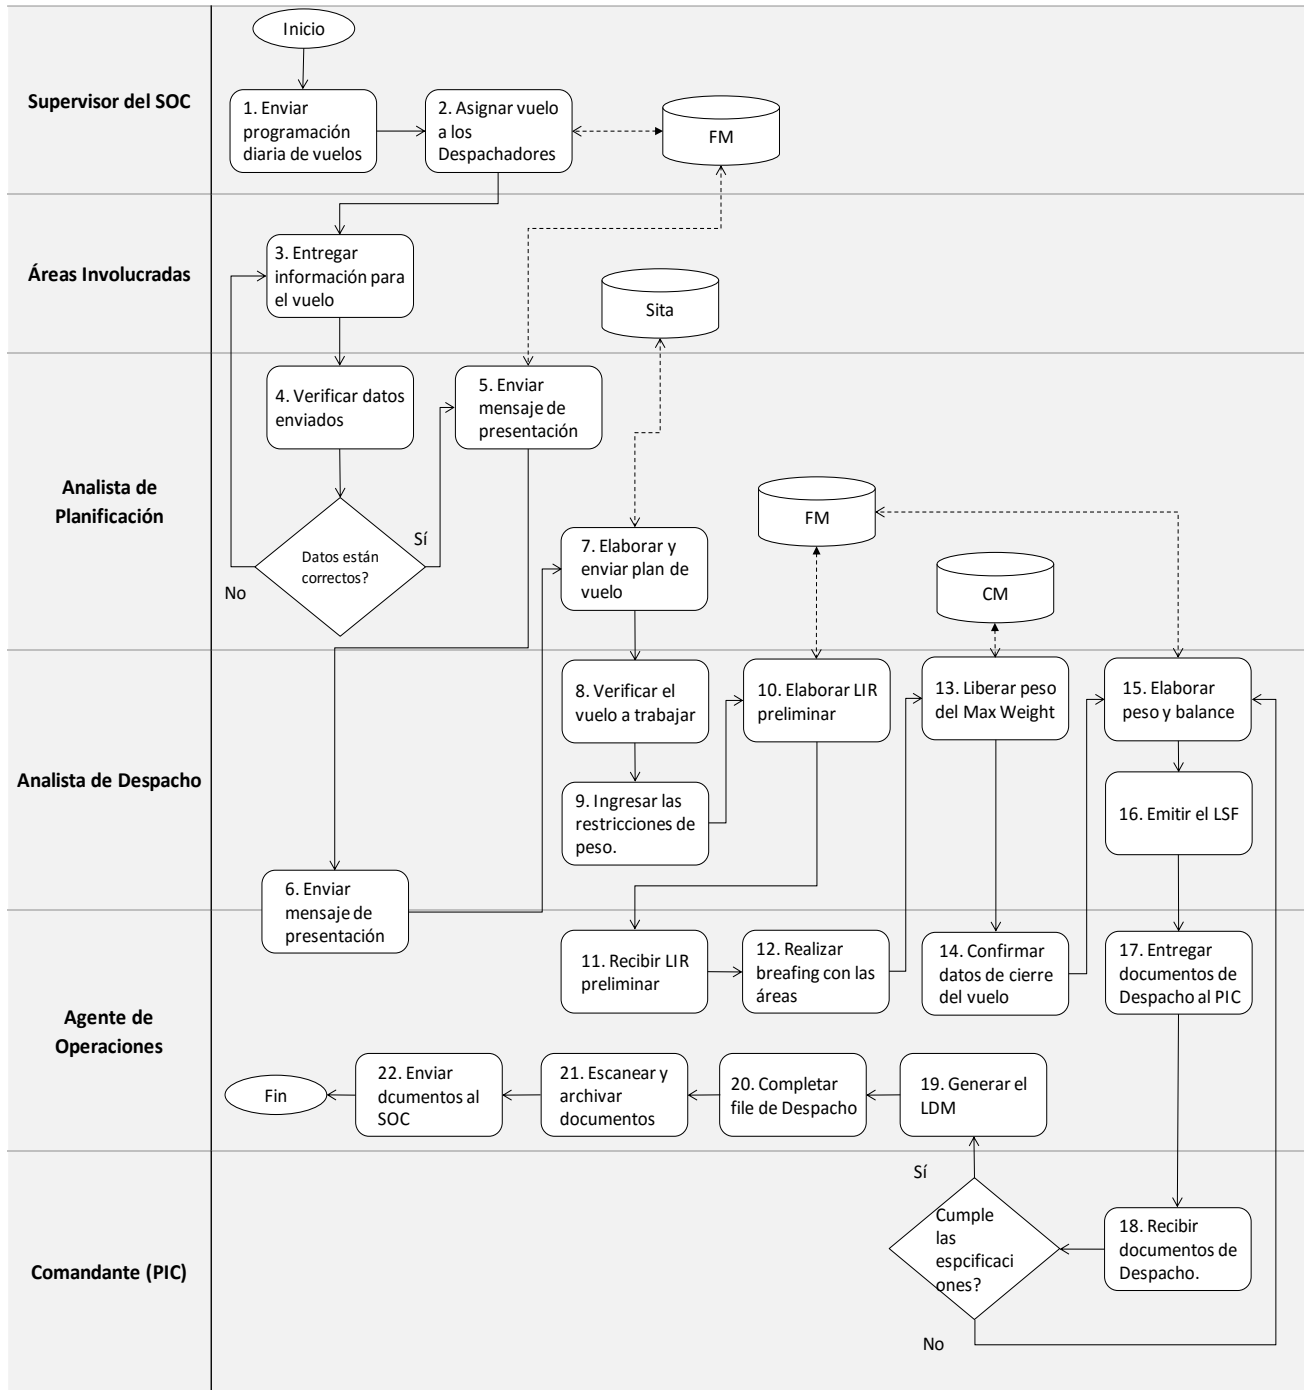 Inicio
Supervisor del SOC
1. Enviar
programación
diaria de vuelos
2. Asignar vuelo
a los
Despachadores
FM
Áreas Involucradas
3. Entregar
información para
el vuelo
Sita
Analista de
Planificación
4. Verificar datos
enviados
5. Enviar
mensaje de
presentación
Datos están
correctos?
Sí
No
7. Elaborar y
enviar plan de
vuelo
FM
CM
Analista de Despacho
8. Verificar el
vuelo a trabajar
9. Ingresar las
restricciones de
peso.
10. Elaborar LIR
preliminar
13. Liberar peso
del Max Weight
15. Elaborar
peso y balance
16. Emitir el LSF
6. Enviar
mensaje de
presentación
Agente de
Operaciones
11. Recibir LIR
preliminar
12. Realizar
breafing con las
áreas
14. Confirmar
datos de cierre
del vuelo
17. Entregar
documentos de
Despacho al PIC
Fin
22. Enviar
dcumentos al
SOC
21. Escanear y
archivar
documentos
20. Completar
file de Despacho
19. Generar el
LDM
Comandante (PIC)
Sí
Cumple
las
espcificaci
ones?
No
18. Recibir
documentos de
Despacho.